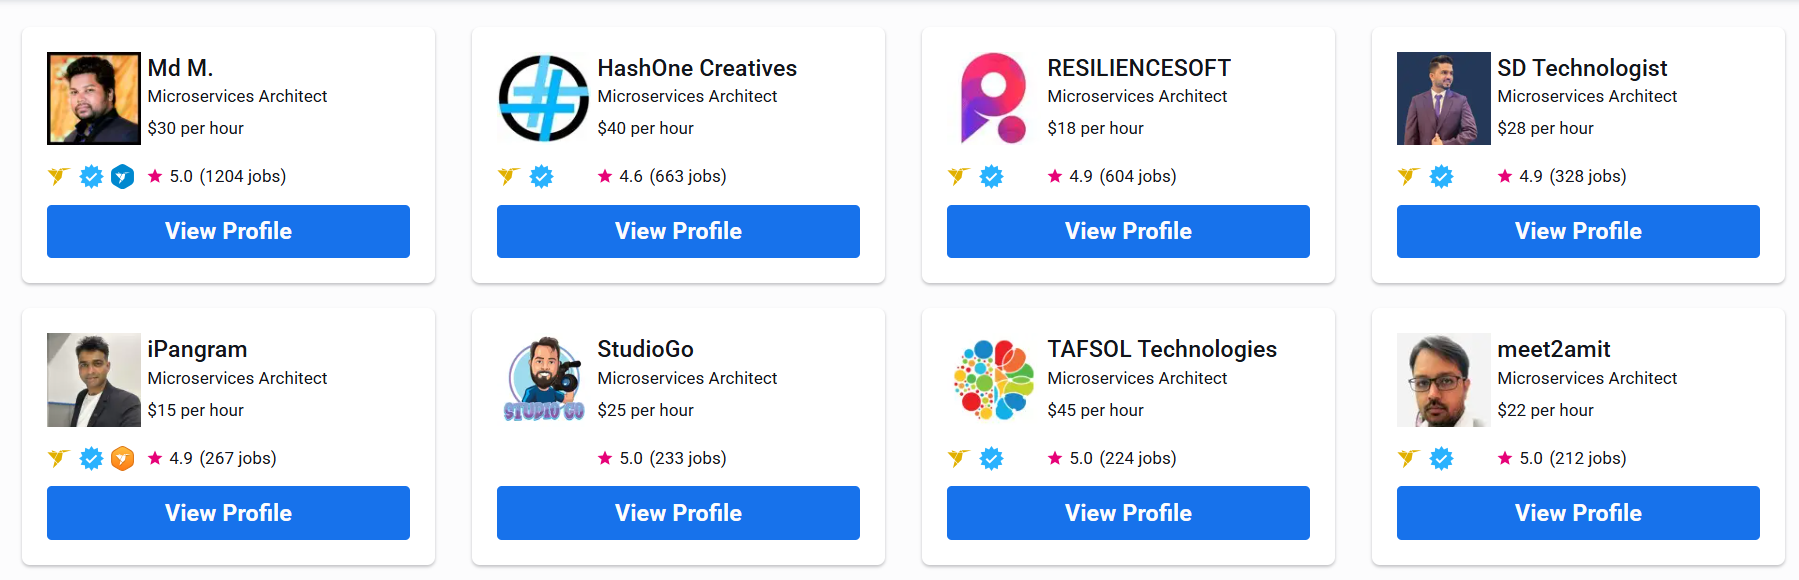 Md M.
Microservices Architect
$30 per hour
5.0 (1204 jobs)
View Profile
HashOne Creatives
Microservices Architect
$40 per hour
4.6 (663 jobs)
View Profile
RESILIENCESOFT
Microservices Architect
$18 per hour
4.9 (604 jobs)
View Profile
SD Technologist
Microservices Architect
$28 per hour
4.9 (328 jobs)
View Profile
iPangram
Microservices Architect
$15 per hour
4.9 (267 jobs)
View Profile
STUDIO GO
StudioGo
Microservices Architect
$25 per hour
5.0 (233 jobs)
View Profile
TAFSOL Technologies
Microservices Architect
$45 per hour
5.0 (224 jobs)
View Profile
meet2amit
Microservices Architect
$22 per hour
5.0 (212 jobs)
View Profile